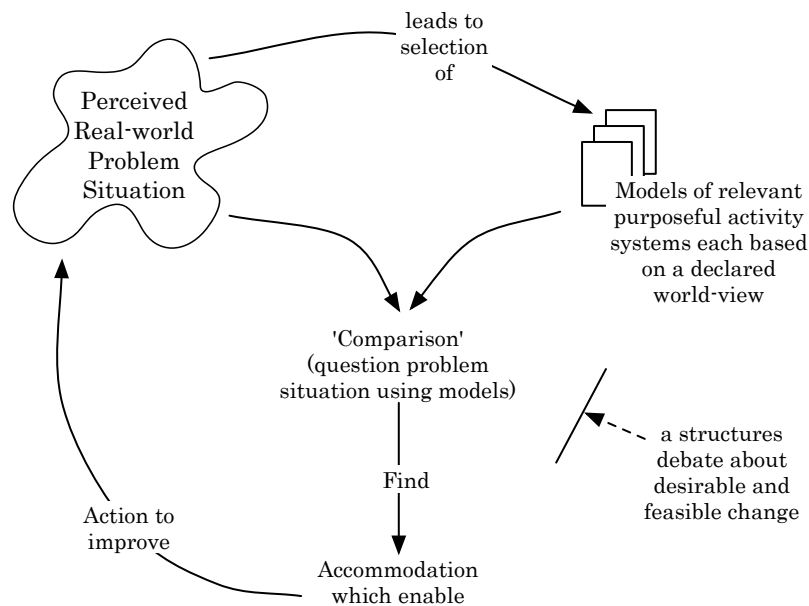 leads to
selection
of
Perceived
Real-world
Problem
Situation
Models of relevant
purposeful activity
systems each based
on a declared
world-view
'Comparison'
(question problem
situation using models)
a structures
debate about
desirable and
feasible change
Find
Action to
improve
Accommodation
which enable